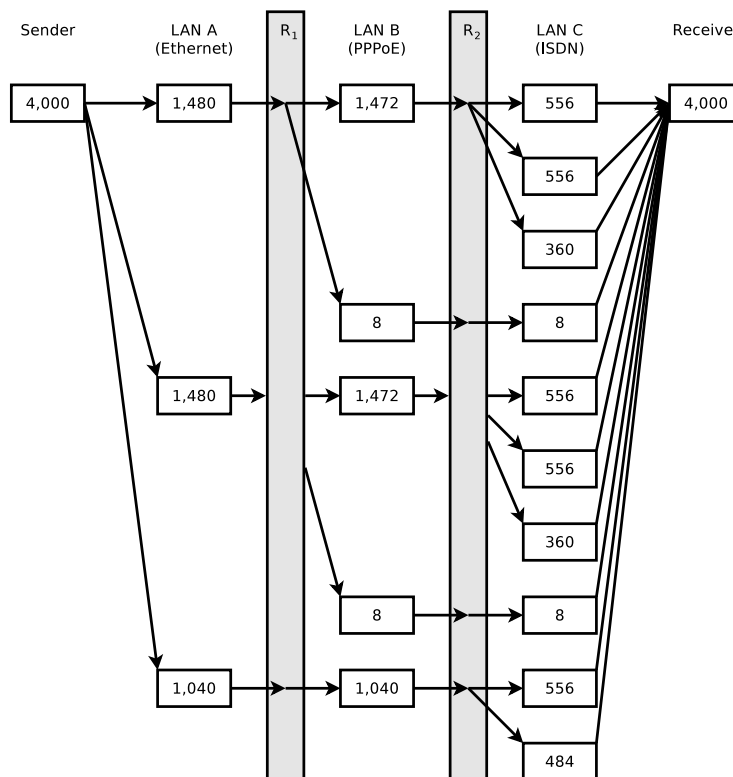 Sender LAN A R1 LAN B R2 LAN C Receive
(Ethernet) (PPPoE) (ISDN)
4,000 1,480 1,472 556 4,000
556
360
8 8
1,480 1,472 556
556
360
8 8
1,040 1,040 556
484